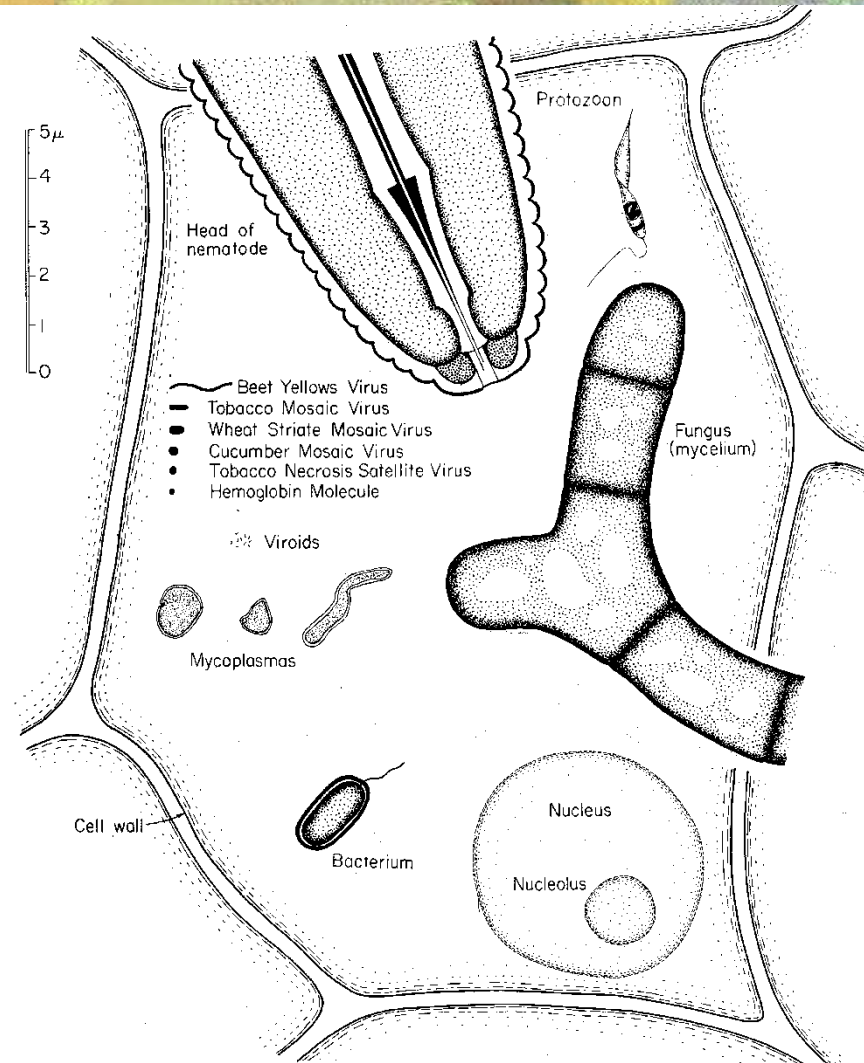 Protozoan
5μ
4
3
2
1
0
Head of
nematode
Beet Yellows Virus
Tobacco Mosaic Virus
Wheat Striate Mosaic Virus
Cucumber Mosaic Virus
Tobacco Necrosis Satellite Virus
Hemoglobin Molecule
Fungus
(mycelium)
Viroids
Mycoplasmas
Cell wall
Bacterium
Nucleus
Nucleolus